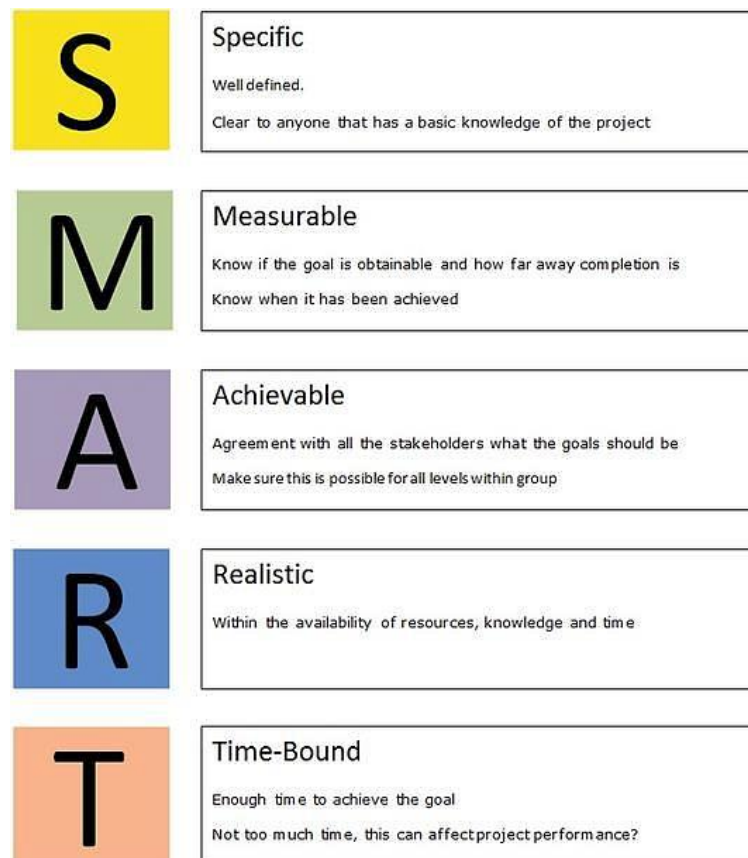 S
Specific
Well defined.
Clear to anyone that has a basic knowledge of the project
M
Measurable
Know if the goal is obtainable and how far away completion is
Know when it has been achieved
A
Achievable
Agreement with all the stakeholders what the goals should be
Make sure this is possible for all levels within group
R
Realistic
Within the availability of resources, knowledge and time
T
Time-Bound
Enough time to achieve the goal
Not too much time, this can affect project performance?